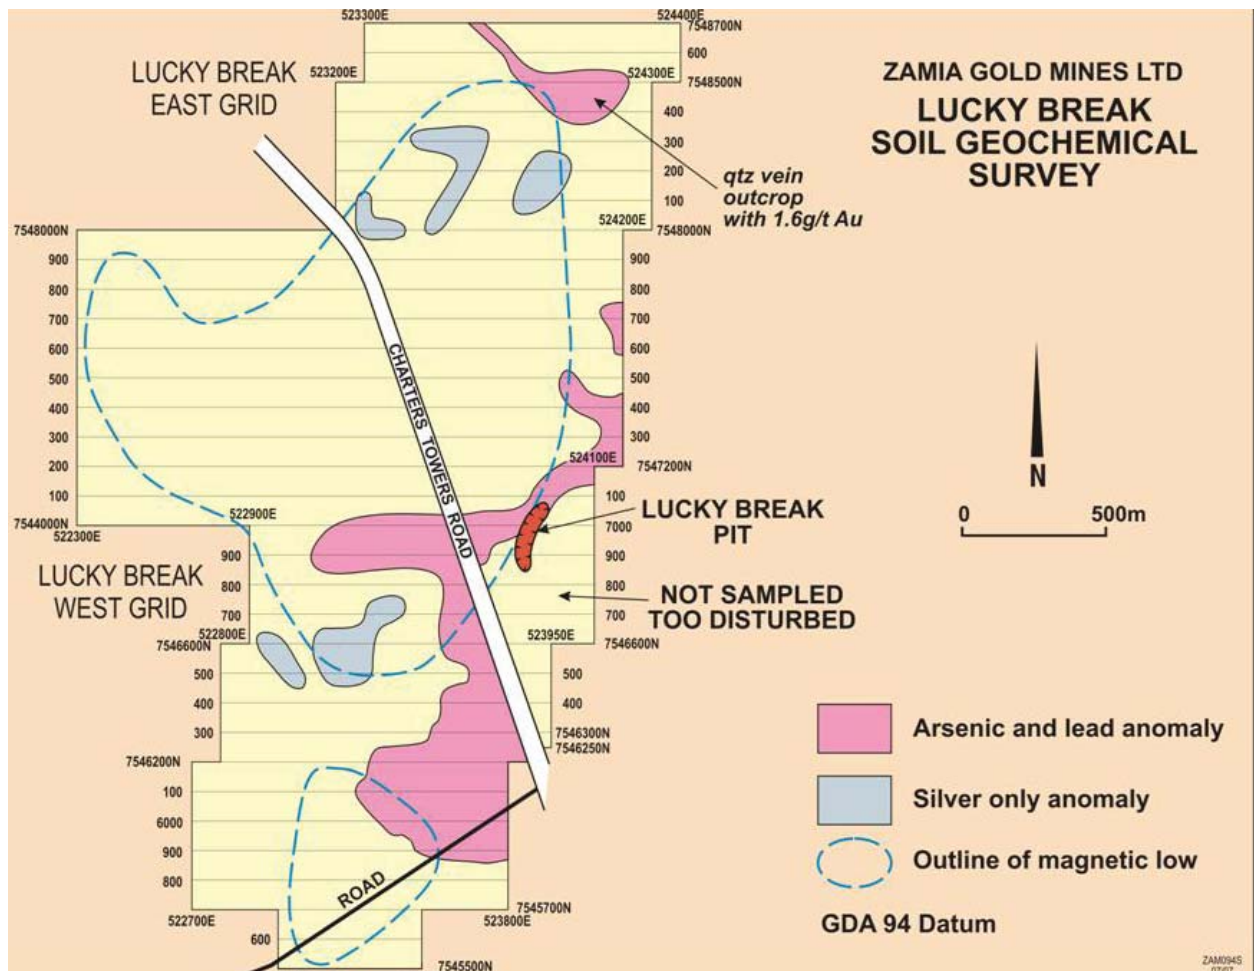 523300E
524400E
7548700N
600
LUCKY BREAK
EAST GRID
523200E
524300E
7548500N
ZAMIA GOLD MINES LTD
LUCKY BREAK
SOIL GEOCHEMICAL
SURVEY
400
300
200
100
qtz vein
outcrop
with 1.6g/t Au
524200E
7548000N
7548000N
900
900
800
800
700
700
600
600
500
500
400
400
300
300
200
524100E
7547200N
100
100
CHARTERS TOWERS ROAD
N
0
500m
7544000N
522300E
522900E
7000
LUCKY BREAK
PIT
900
900
LUCKY BREAK
WEST GRID
800
800
NOT SAMPLED
TOO DISTURBED
700
700
522800E
7546600N
523950E
7546600N
500
500
400
400
300
7546300N
7546250N
7546200N
100
6000
900
800
ROAD
522700E
523800E
7545700N
600
7545500N
Arsenic and lead anomaly
Silver only anomaly
Outline of magnetic low
GDA 94 Datum
ZAM094S
07/07